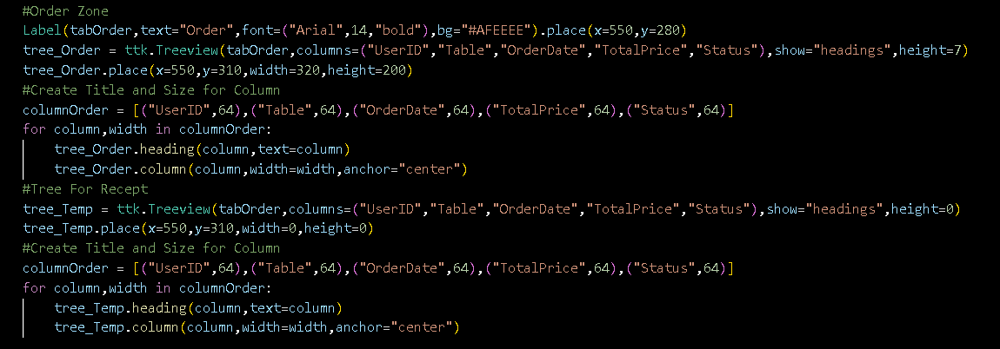 #Order Zone
Label(tabOrder,text="Order",font=("Arial",14,"bold"),bg="#AFEEEE").place(x=550,y=280)
tree_Order = ttk.Treeview(tabOrder,columns=("UserID","Table","OrderDate","TotalPrice","Status"),show="headings",height=7)
tree_Order.place(x=550,y=310,width=320,height=200)
#Create Title and Size for Column
columnOrder = [("UserID",64),("Table",64),("OrderDate",64),("TotalPrice",64),("Status",64)]
for column,width in columnOrder:
    tree_Order.heading(column,text=column)
    tree_Order.column(column,width=width,anchor="center")
#Tree For Recept
tree_Temp = ttk.Treeview(tabOrder,columns=("UserID","Table","OrderDate","TotalPrice","Status"),show="headings",height=0)
tree_Temp.place(x=550,y=310,width=0,height=0)
#Create Title and Size for Column
columnOrder = [("UserID",64),("Table",64),("OrderDate",64),("TotalPrice",64),("Status",64)]
for column,width in columnOrder:
    tree_Temp.heading(column,text=column)
    tree_Temp.column(column,width=width,anchor="center")